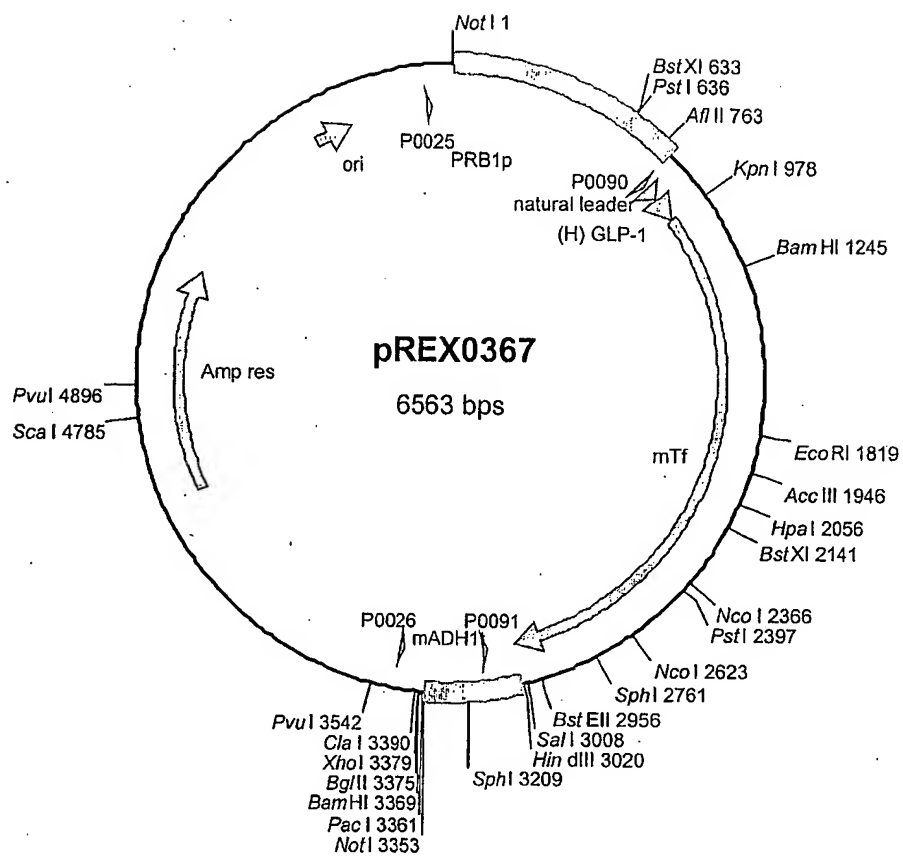 NotI 1
BstXI 633
PstI 636
AflII 763
P0025
PRB1p
ori
KpnI 978
P0090
natural leader
(H) GLP-1
BamHI 1245
pREX0367
6563 bps
Amp res
PvuI 4896
ScaI 4785
mTf
EcoRI 1819
AccIII 1946
HpaI 2056
BstXI 2141
NcoI 2366
PstI 2397
NcoI 2623
SphI 2761
P0026
P0091
mADH1
BstEII 2956
SalI 3008
HindIII 3020
SphI 3209
PvuI 3542
ClaI 3390
XhoI 3379
BglII 3375
BamHI 3369
PacI 3361
NotI 3353